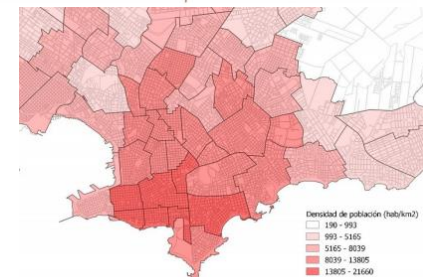 Densidad de población (hab/km2)
190 - 993
993 - 5165
5165 - 8039
8039 - 13805
13805 - 21660